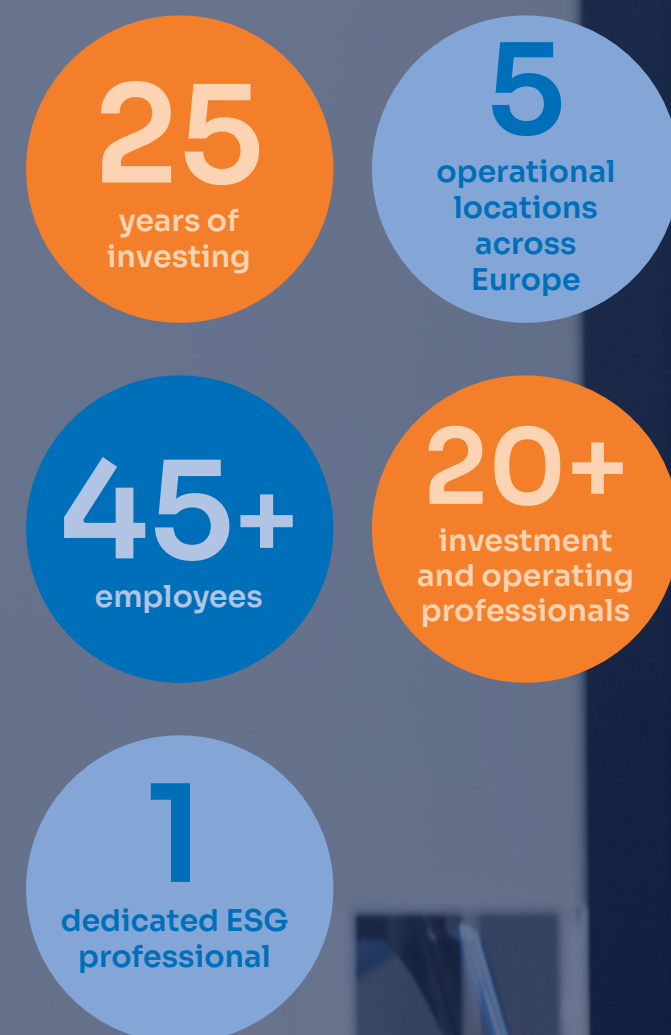 25
years of
investing
5
operational
locations
across
Europe
45+
employees
20+
investment
and operating
professionals
1
dedicated ESG
professional